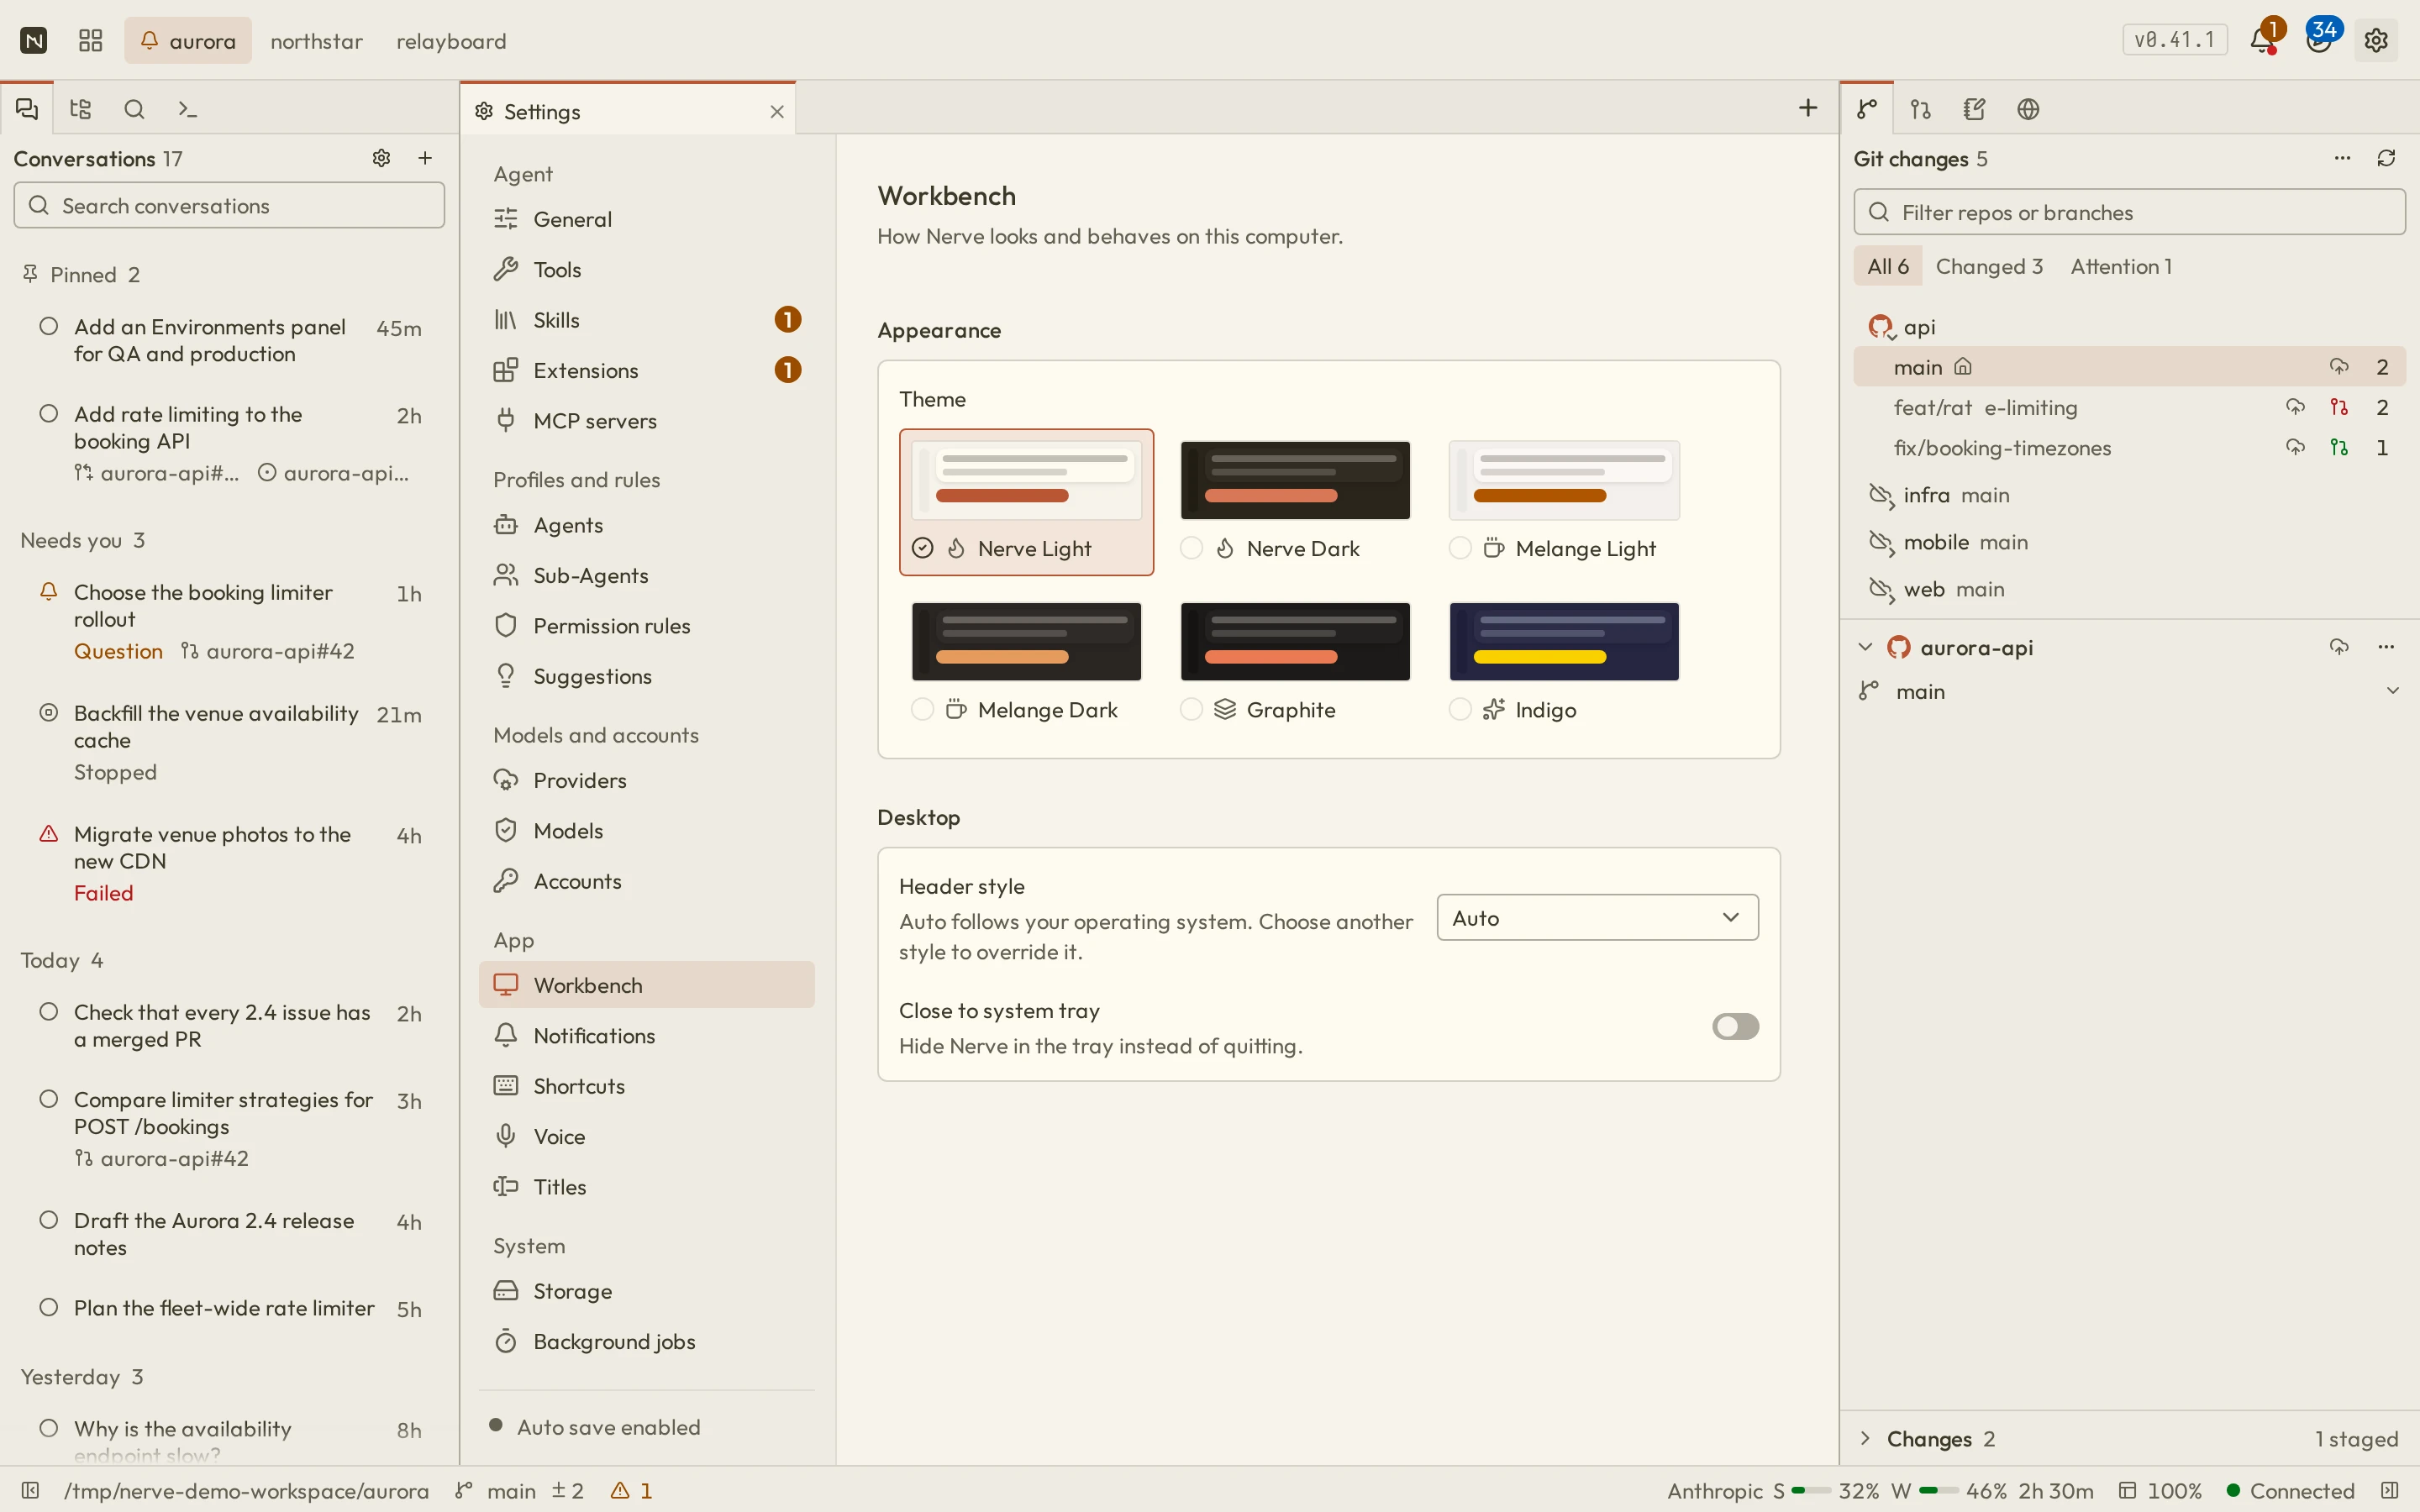 aurora
northstar
relayboard
v0.41.1
1
34
Conversations 17
Search conversations
Pinned 2
Add an Environments panel for QA and production
45m
Add rate limiting to the booking API
2h
aurora-api#...
aurora-api...
Needs you 3
Choose the booking limiter rollout
1h
Question
aurora-api#42
Backfill the venue availability cache
21m
Stopped
Migrate venue photos to the new CDN
4h
Failed
Today 4
Check that every 2.4 issue has a merged PR
2h
Compare limiter strategies for POST /bookings
3h
aurora-api#42
Draft the Aurora 2.4 release notes
4h
Plan the fleet-wide rate limiter
5h
Yesterday 3
Why is the availability endpoint slow?
8h
Settings
Agent
General
Tools
Skills
1
Extensions
1
MCP servers
Profiles and rules
Agents
Sub-Agents
Permission rules
Suggestions
Models and accounts
Providers
Models
Accounts
App
Workbench
Notifications
Shortcuts
Voice
Titles
System
Storage
Background jobs
Auto save enabled
Workbench
How Nerve looks and behaves on this computer.
Appearance
Theme
Nerve Light
Nerve Dark
Melange Light
Melange Dark
Graphite
Indigo
Desktop
Header style
Auto follows your operating system. Choose another style to override it.
Auto
Close to system tray
Hide Nerve in the tray instead of quitting.
Git changes 5
Filter repos or branches
All 6
Changed 3
Attention 1
api
main
2
feat/rat e-limiting
2
fix/booking-timezones
1
infra main
mobile main
web main
aurora-api
main
Changes 2
1 staged
/tmp/nerve-demo-workspace/aurora
main ±2
1
Anthropic S 32% W 46% 2h 30m
100%
Connected